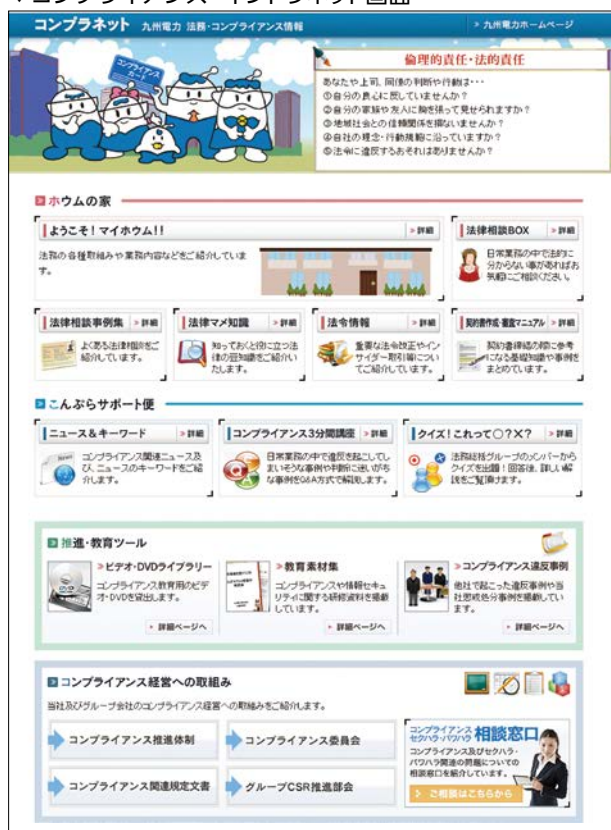 コンプラネット 九州電力 法務・コンプライアンス情報
> 九州電力ホームページ
コンプライアンス
カード
倫理的責任・法的責任
あなたや上司、同僚の判断や行動は・・・
①自分の良心に反していませんか?
②自分の家族や友人に胸を張って見せられますか?
③地域社会との信頼関係を損ないませんか?
④自社の理念・行動規範に沿っていますか?
⑤法令に違反するおそれはありませんか?
ホウムの家
ようこそ!マイホウム!!
> 詳細
法務の各種取組みや業務内容などをご紹介していま
す。
法律相談BOX
> 詳細
日常業務の中で法的に
分からない事があればお
気軽にご相談ください。
法律相談事例集
> 詳細
よくある法律相談をご
紹介しています。
法律マメ知識
> 詳細
知っておくと役に立つ法
律の豆知識をご紹介い
たします。
法令情報
> 詳細
重要な法令改正やイン
サイダー取引等につい
てご紹介しています。
契約書作成・審査マニュアル
> 詳細
契約書締結の際に参考
になる基礎知識や事例を
まとめています。
こんぷらサポート便
ニュース&キーワード
> 詳細
News
コンプライアンス関連ニュース及
び、ニュースのキーワードをご紹
介します。
コンプライアンス3分間講座
> 詳細
Q
A
日常業務の中で違反を起こしてし
まいそうな事例や判断に迷いがち
な事例をQ&A方式で解説します。
クイズ!これって○?X?
> 詳細
法務総括グループのメンバーから
クイズを出題!回答後、詳しい解
説をご覧頂けます。
推進・教育ツール
> ビデオ・DVDライブラリー
コンプライアンス教育用のビデ
オ・DVDを貸出します。
・ 詳細ページへ
> 教育素材集
コンプライアンスや情報セキュ
リティに関する研修資料を掲載
しています。
・ 詳細ページへ
> コンプライアンス違反事例
他社で起こった違反事例や当
社懲戒処分事例を掲載してい
ます。
・ 詳細ページへ
コンプライアンス経営への取組み
当社及びグループ会社のコンプライアンス経営への取組みをご紹介します。
コンプライアンス推進体制
コンプライアンス委員会
コンプライアンス関連規定文書
グループCSR推進部会
コンプライアンス
セクハラ・パワハラ 相談窓口
コンプライアンス及びセクハラ・
パワハラ関連の問題についての
相談窓口を紹介しています。
> ご相談はこちらから